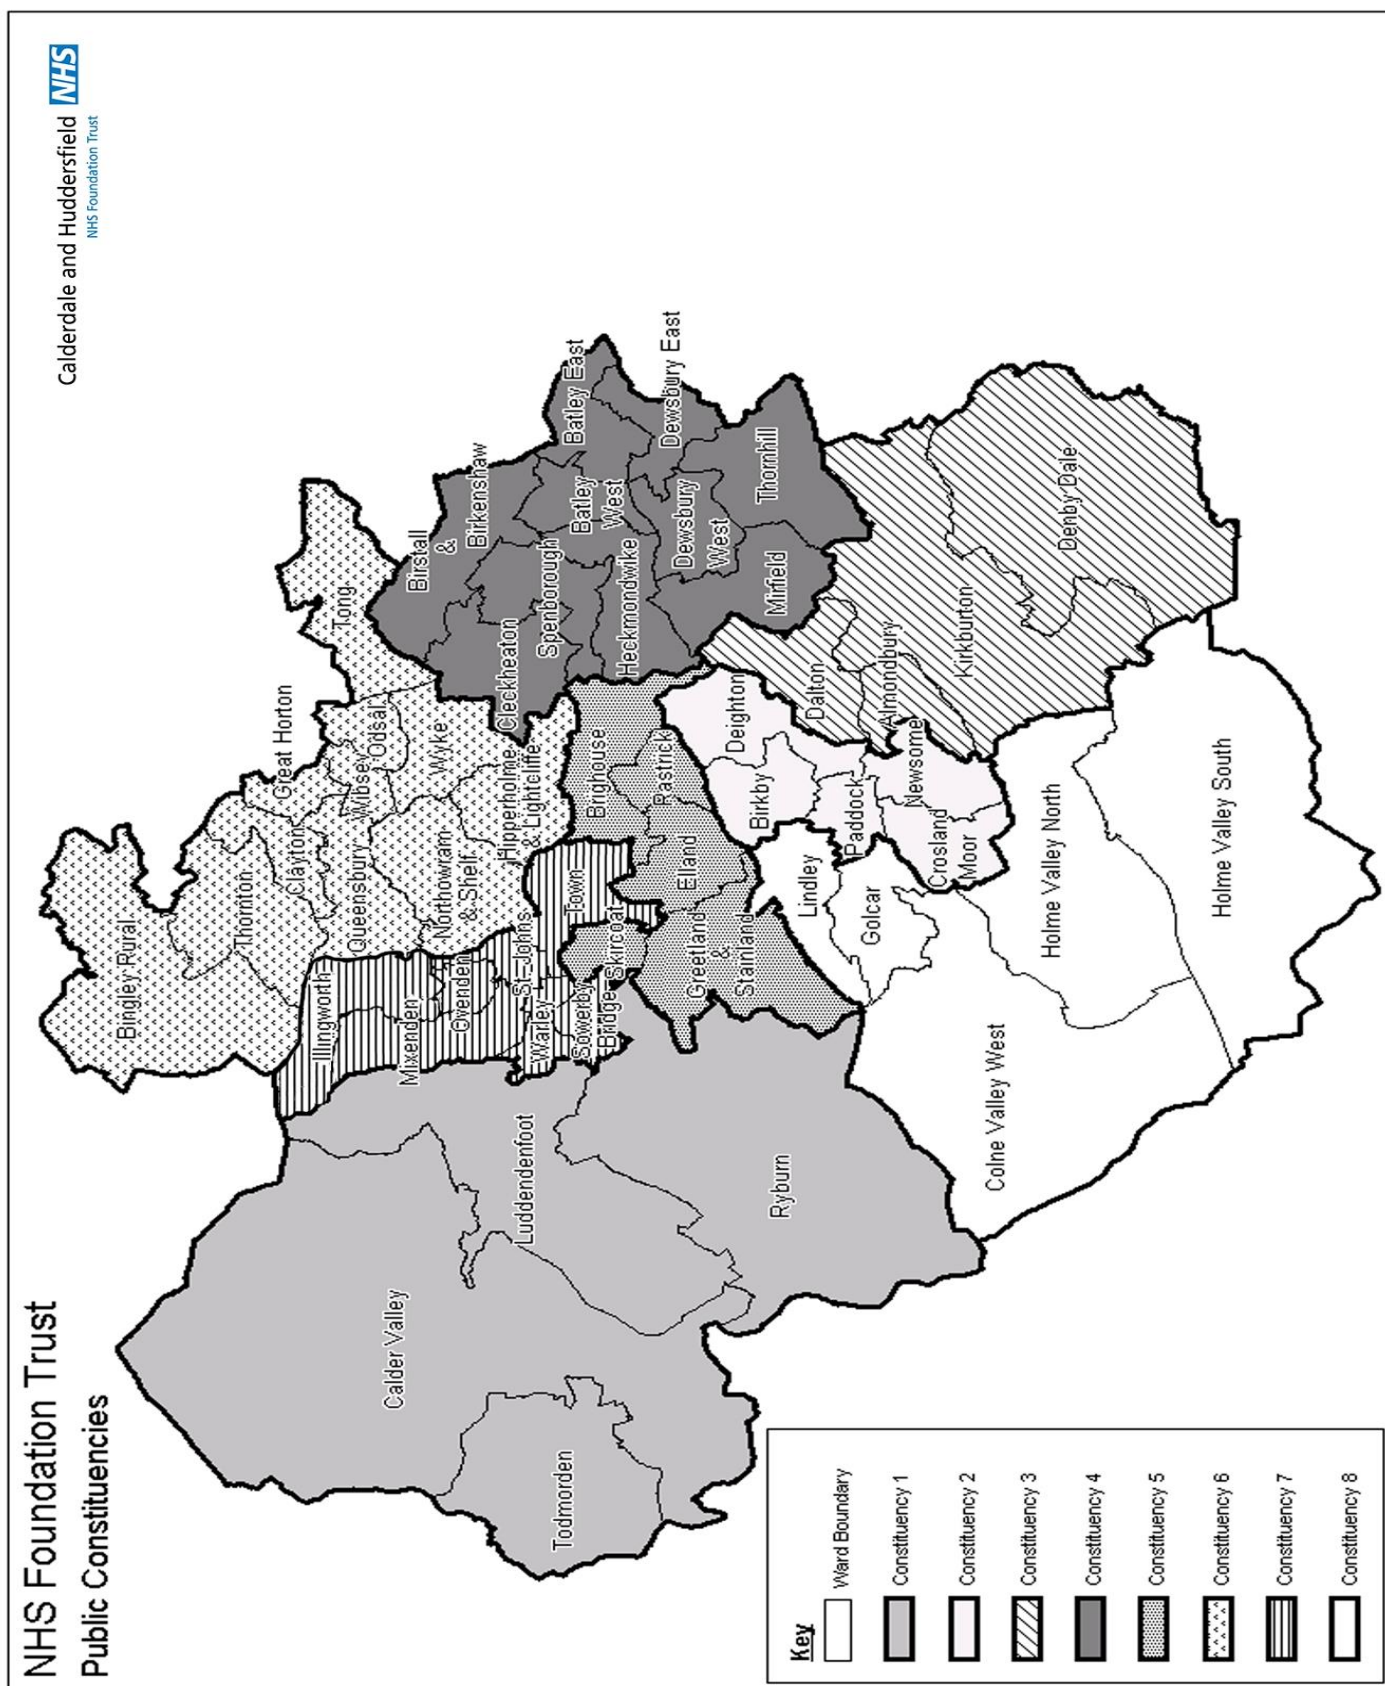 NHS Foundation Trust
Public Constituencies
Calderdale and Huddersfield NHS
NHS Foundation Trust
Bingley Rural
Thornton
Great Horton
Clayton
Tong
Queensbury
Wibsey
Odsal
Illingworth
Northowram
& Shelf
Wyke
Birstall
&
Birkenshaw
Mixenden
Ovenden
Calder Valley
Hipperholme
& Lightcliffe
Cleckheaton
Spenborough
Batley East
Batley
West
St Johns
Warley
Town
Luddendenfoot
Todmorden
Sowerby
Bridge
Skircoat
Brighouse
Heckmondwike
Dewsbury East
Dewsbury
West
Pastrick
Elland
Greetland
&
Stainland
Deighton
Birkby
Mirfield
Thornhill
Ryburn
Lindley
Dalton
Paddock
Golcar
Almondbury
Newsome
Crosland
Moor
Kirkburton
Colne Valley West
Holme Valley North
Denby Dale
Holme Valley South
Key
Ward Boundary
Constituency 1
Constituency 2
Constituency 3
Constituency 4
Constituency 5
Constituency 6
Constituency 7
Constituency 8